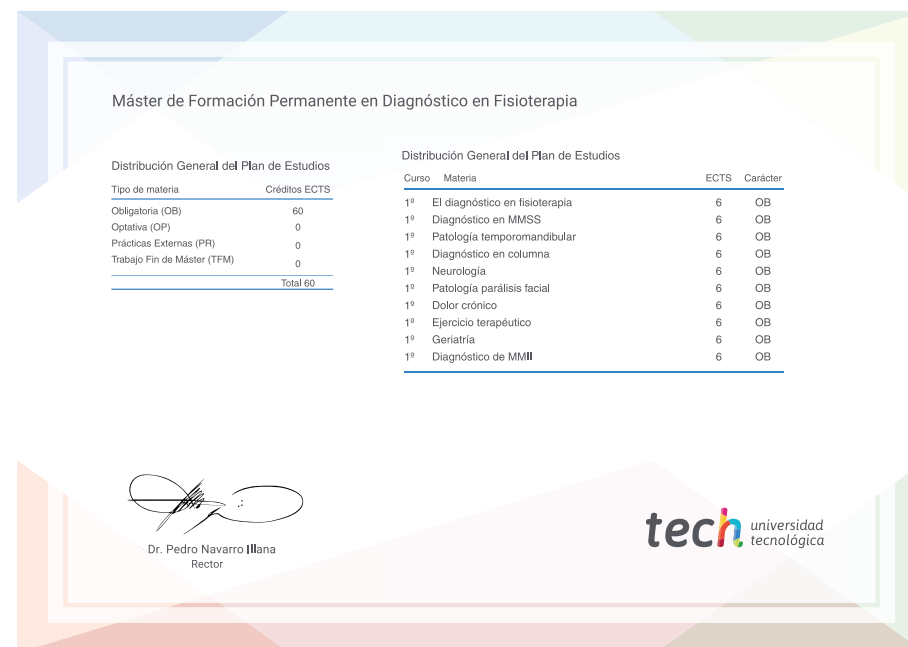 Máster de Formación Permanente en Diagnóstico en Fisioterapia
Distribución General del Plan de Estudios
Tipo de materia Créditos ECTS
Obligatoria (OB) 60
Optativa (OP) 0
Prácticas Externas (PR) 0
Trabajo Fin de Máster (TFM) 0
Total 60
Distribución General del Plan de Estudios
Curso Materia ECTS Carácter
1º El diagnóstico en fisioterapia 6 OB
1º Diagnóstico en MMSS 6 OB
1º Patología temporomandibular 6 OB
1º Diagnóstico en columna 6 OB
1º Neurología 6 OB
1º Patología parálisis facial 6 OB
1º Dolor crónico 6 OB
1º Ejercicio terapéutico 6 OB
1º Geriatría 6 OB
1º Diagnóstico de MMII 6 OB
Dr. Pedro Navarro Illana
Rector
tech universidad
tecnológica